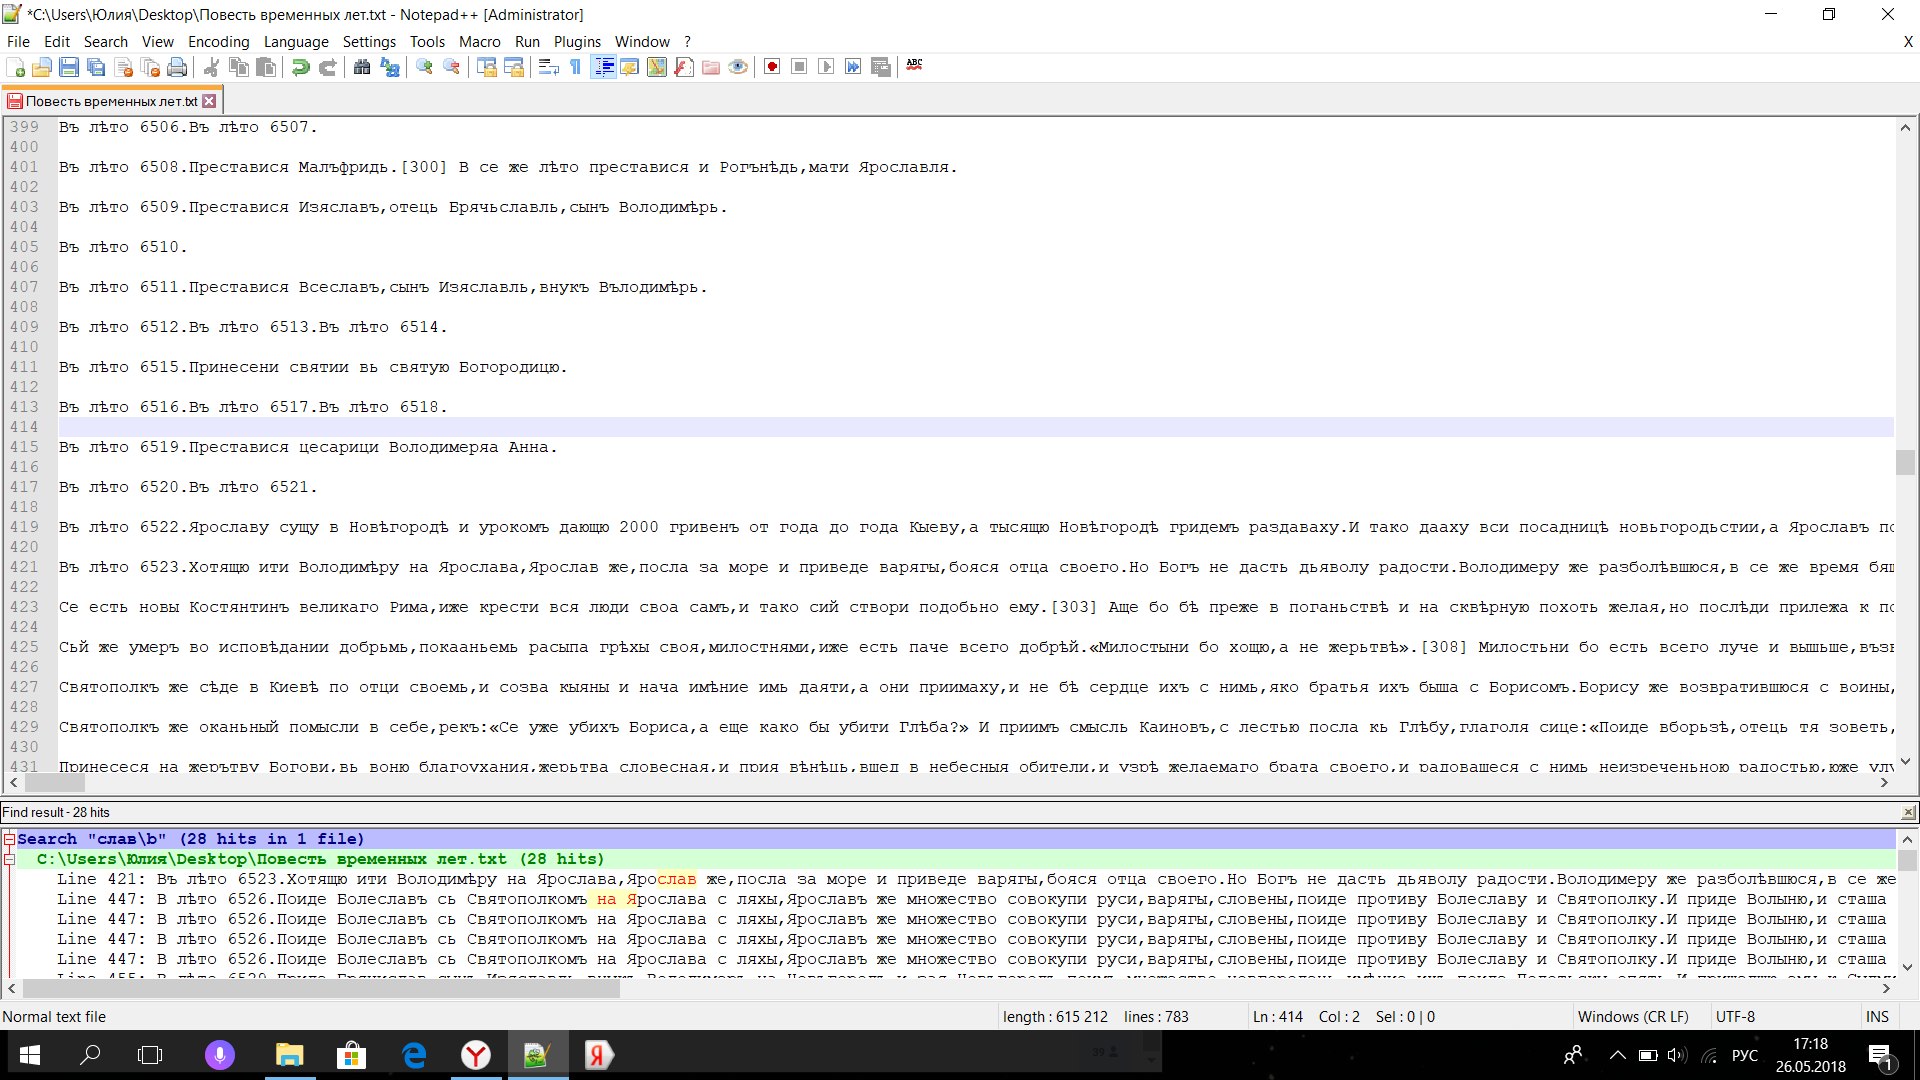 *C:\Users\Юлия\Desktop\Повесть временных лет.txt - Notepad++ [Administrator]
File Edit Search View Encoding Language Settings Tools Macro Run Plugins Window ? X
ABC
Повесть временных лет.txt
399 Въ лѣто 6506.Въ лѣто 6507.
400
401 Въ лѣто 6508.Преставися Малъфридь.[300] В се же лѣто преставися и Рогънѣдь,мати Ярославля.
402
403 Въ лѣто 6509.Преставися Изяславъ,отець Брячьславль,сынъ Володимѣрь.
404
405 Въ лѣто 6510.
406
407 Въ лѣто 6511.Преставися Всеславъ,сынъ Изяславль,внукъ Вълодимѣрь.
408
409 Въ лѣто 6512.Въ лѣто 6513.Въ лѣто 6514.
410
411 Въ лѣто 6515.Принесени святии вь святую Богородицю.
412
413 Въ лѣто 6516.Въ лѣто 6517.Въ лѣто 6518.
414
415 Въ лѣто 6519.Преставися цесарици Володимеряа Анна.
416
417 Въ лѣто 6520.Въ лѣто 6521.
418
419 Въ лѣто 6522.Ярославу сущу в Новѣгородѣ и урокомъ дающю 2000 гривенъ от года до года Кыеву,а тысящю Новѣгородѣ гридемъ раздаваху.И тако дааху вси посадницѣ новьгородьстии,а Ярославъ по
420
421 Въ лѣто 6523.Хотящю ити Володимѣру на Ярослава,Ярослав же,посла за море и приведе варягы,бояся отца своего.Но Богъ не дасть дьяволу радости.Володимеру же разболѣвшюся,в се же время бяш
422
423 Се есть новы Костянтинъ великаго Рима,иже крести вся люди своа самъ,и тако сий створи подобьно ему.[303] Аще бо бѣ преже в поганьствѣ и на сквѣрную похоть желая,но послѣди прилежа к по
424
425 Сьй же умеръ во исповѣдании добрьмь,покааньемь расыпа грѣхы своя,милостнями,иже есть паче всего добрѣй.«Милостыни бо хощю,а не жерьтвѣ».[308] Милостьни бо есть всего луче и вышьше,възв
426
427 Святополкъ же сѣде в Киевѣ по отци своемь,и созва кыяны и нача имѣние имь даяти,а они приимаху,и не бѣ сердце ихъ с нимь,яко братья ихъ быша с Борисомъ.Борису же возвратившюся с воины,
428
429 Святополкъ же оканьный помысли в себе,рекъ:«Се уже убихъ Бориса,а еще како бы убити Глѣба?» И приимъ смысль Каиновъ,с лестью посла кь Глѣбу,глаголя сице:«Поиде вборьзѣ,отець тя зоветь,
430
431 Принесеся на жерътву Богови,вь воню благоухания,жерьтва словесная,и прия вѣнѣць,вшед в небесныя обители,и узрѣ желаемаго брата своего,и радовашеся с нимь неизреченьною радостью,юже улу
Find result - 28 hits
Search "слав\b" (28 hits in 1 file)
C:\Users\Юлия\Desktop\Повесть временных лет.txt (28 hits)
Line 421: Въ лѣто 6523.Хотящю ити Володимѣру на Ярослава,Ярослав же,посла за море и приведе варягы,бояся отца своего.Но Богъ не дасть дьяволу радости.Володимеру же разболѣвшюся,в се же
Line 447: В лѣто 6526.Поиде Болеславъ сь Святополкомъ на Ярослава с ляхы,Ярославъ же множество совокупи руси,варягы,словены,поиде противу Болеславу и Святополку.И приде Волыню,и сташа
Line 447: В лѣто 6526.Поиде Болеславъ сь Святополкомъ на Ярослава с ляхы,Ярославъ же множество совокупи руси,варягы,словены,поиде противу Болеславу и Святополку.И приде Волыню,и сташа
Line 447: В лѣто 6526.Поиде Болеславъ сь Святополкомъ на Ярослава с ляхы,Ярославъ же множество совокупи руси,варягы,словены,поиде противу Болеславу и Святополку.И приде Волыню,и сташа
Line 447: В лѣто 6526.Поиде Болеславъ сь Святополкомъ на Ярослава с ляхы,Ярославъ же множество совокупи руси,варягы,словены,поиде противу Болеславу и Святополку.И приде Волыню,и сташа
Normal text file length : 615 212 lines : 783 Ln : 414 Col : 2 Sel : 0 | 0 Windows (CR LF) UTF-8 INS
39 РУС 17:18
26.05.2018 1